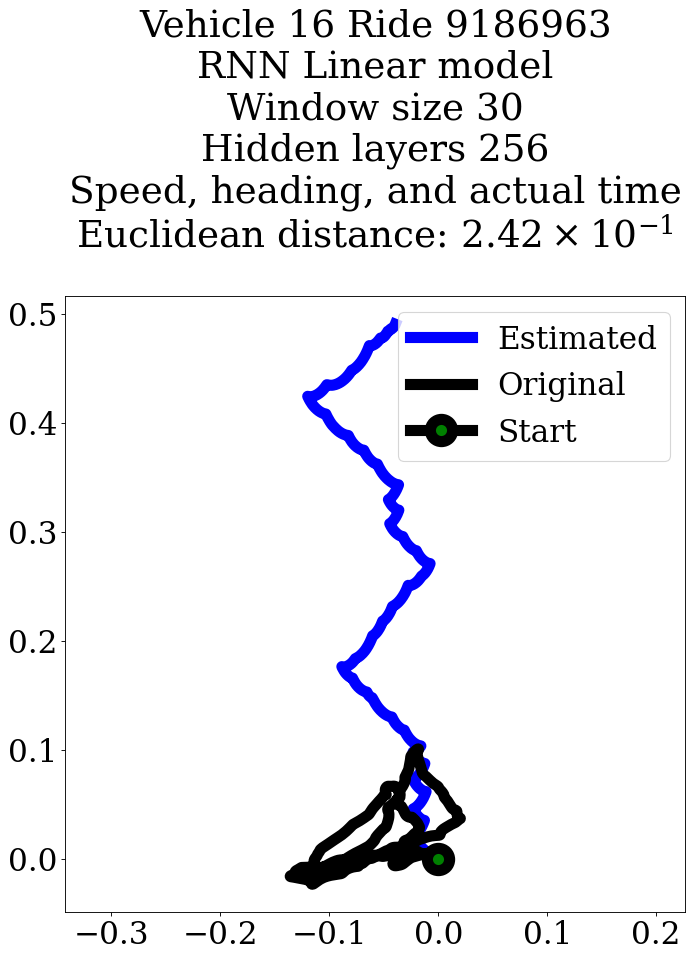 Vehicle 16 Ride 9186963
RNN Linear model
Window size 30
Hidden layers 256
Speed, heading, and actual time
Euclidean distance: 2.42 × 10⁻¹
Estimated
Original
Start
0.5
0.4
0.3
0.2
0.1
0.0
−0.3 −0.2 −0.1 0.0 0.1 0.2